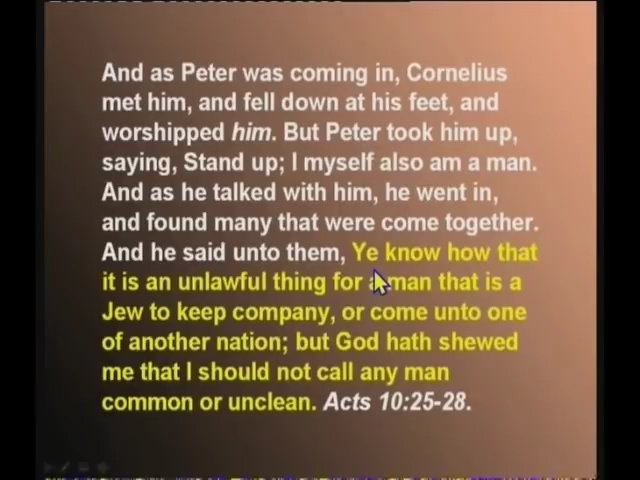 And as Peter was coming in, Cornelius
met him, and fell down at his feet, and
worshipped him. But Peter took him up,
saying, Stand up; I myself also am a man.
And as he talked with him, he went in,
and found many that were come together.
And he said unto them, Ye know how that
it is an unlawful thing for a man that is a
Jew to keep company, or come unto one
of another nation; but God hath shewed
me that I should not call any man
common or unclean. Acts 10:25-28.